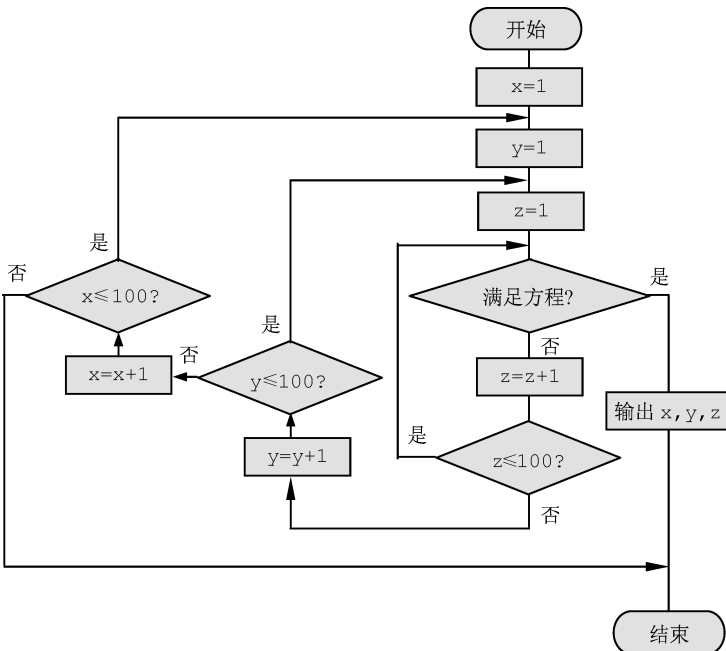 开始
x=1
y=1
z=1
是
否
x≤100?
满足方程?
是
是
x=x+1
否
y≤100?
否
z=z+1
输出 x,y,z
是
y=y+1
z≤100?
否
结束